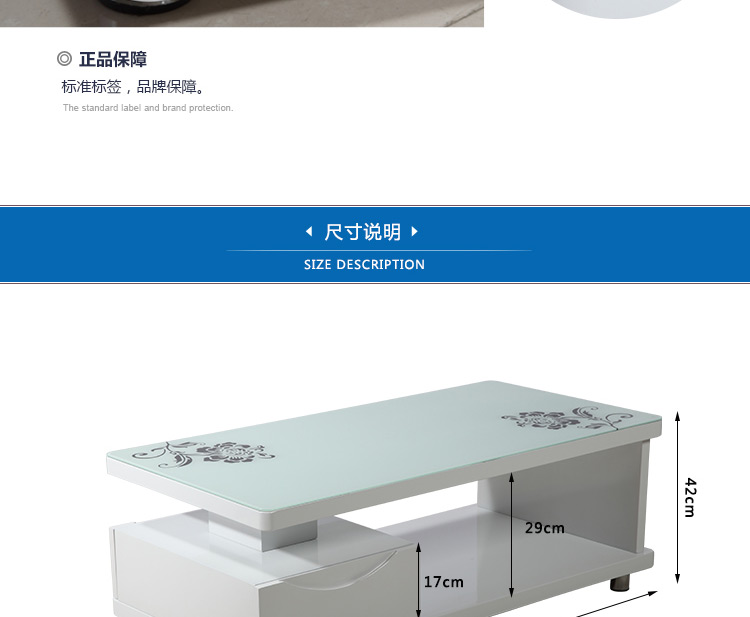 正品保障
标准标签，品牌保障。
The standard label and brand protection.
尺寸说明
SIZE DESCRIPTION
42cm
29cm
17cm